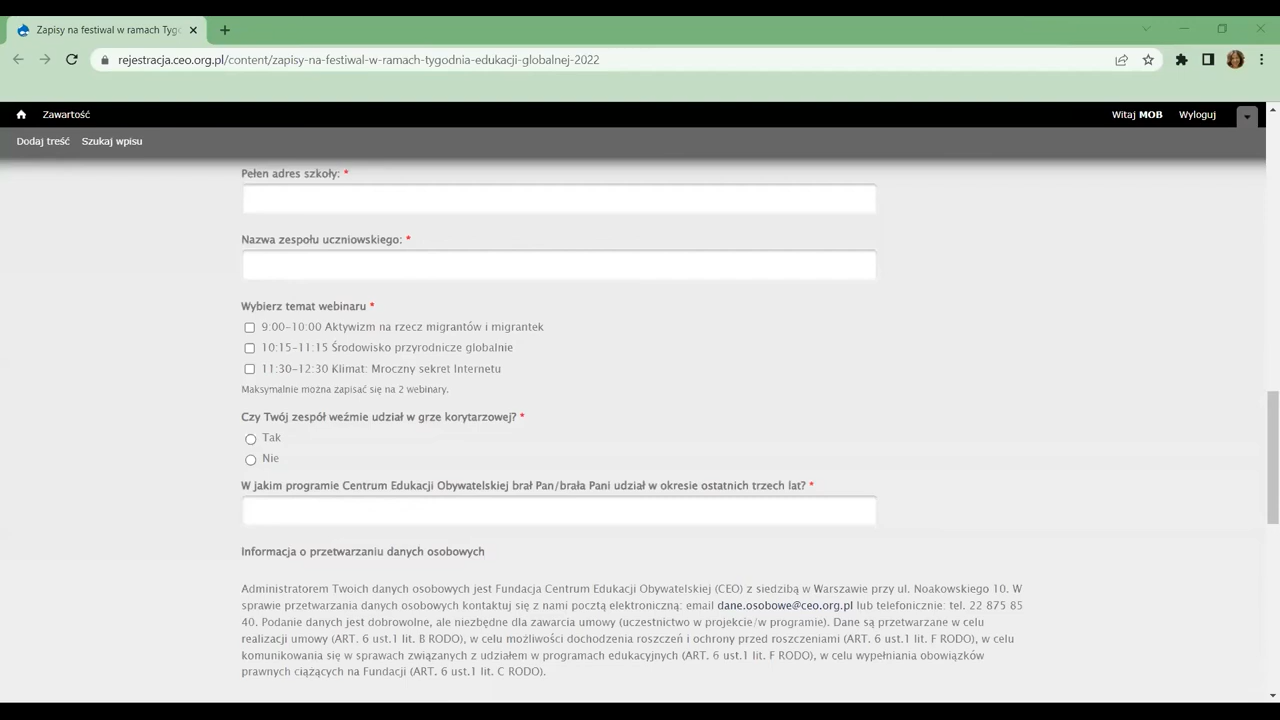 Zapisy na festiwal w ramach Tyg
rejestracja.ceo.org.pl/content/zapisy-na-festiwal-w-ramach-tygodnia-edukacji-globalnej-2022
Zawartość
Witaj MOB
Wyloguj
Dodaj treść
Szukaj wpisu
Pełen adres szkoły: *
Nazwa zespołu uczniowskiego: *
Wybierz temat webinaru *
9:00-10:00 Aktywizm na rzecz migrantów i migrantek
10:15-11:15 Środowisko przyrodnicze globalnie
11:30-12:30 Klimat: Mroczny sekret Internetu
Maksymalnie można zapisać się na 2 webinary.
Czy Twój zespół weźmie udział w grze korytarzowej? *
Tak
Nie
W jakim programie Centrum Edukacji Obywatelskiej brał Pan/brała Pani udział w okresie ostatnich trzech lat? *
Informacja o przetwarzaniu danych osobowych
Administratorem Twoich danych osobowych jest Fundacja Centrum Edukacji Obywatelskiej (CEO) z siedzibą w Warszawie przy ul. Noakowskiego 10. W
sprawie przetwarzania danych osobowych kontaktuj się z nami pocztą elektroniczną: email dane.osobowe@ceo.org.pl lub telefonicznie: tel. 22 875 85
40. Podanie danych jest dobrowolne, ale niezbędne dla zawarcia umowy (uczestnictwo w projekcie/w programie). Dane są przetwarzane w celu
realizacji umowy (ART. 6 ust.1 lit. B RODO), w celu możliwości dochodzenia roszczeń i ochrony przed roszczeniami (ART. 6 ust.1 lit. F RODO), w celu
komunikowania się w sprawach związanych z udziałem w programach edukacyjnych (ART. 6 ust.1 lit. F RODO), w celu wypełniania obowiązków
prawnych ciążących na Fundacji (ART. 6 ust.1 lit. C RODO).